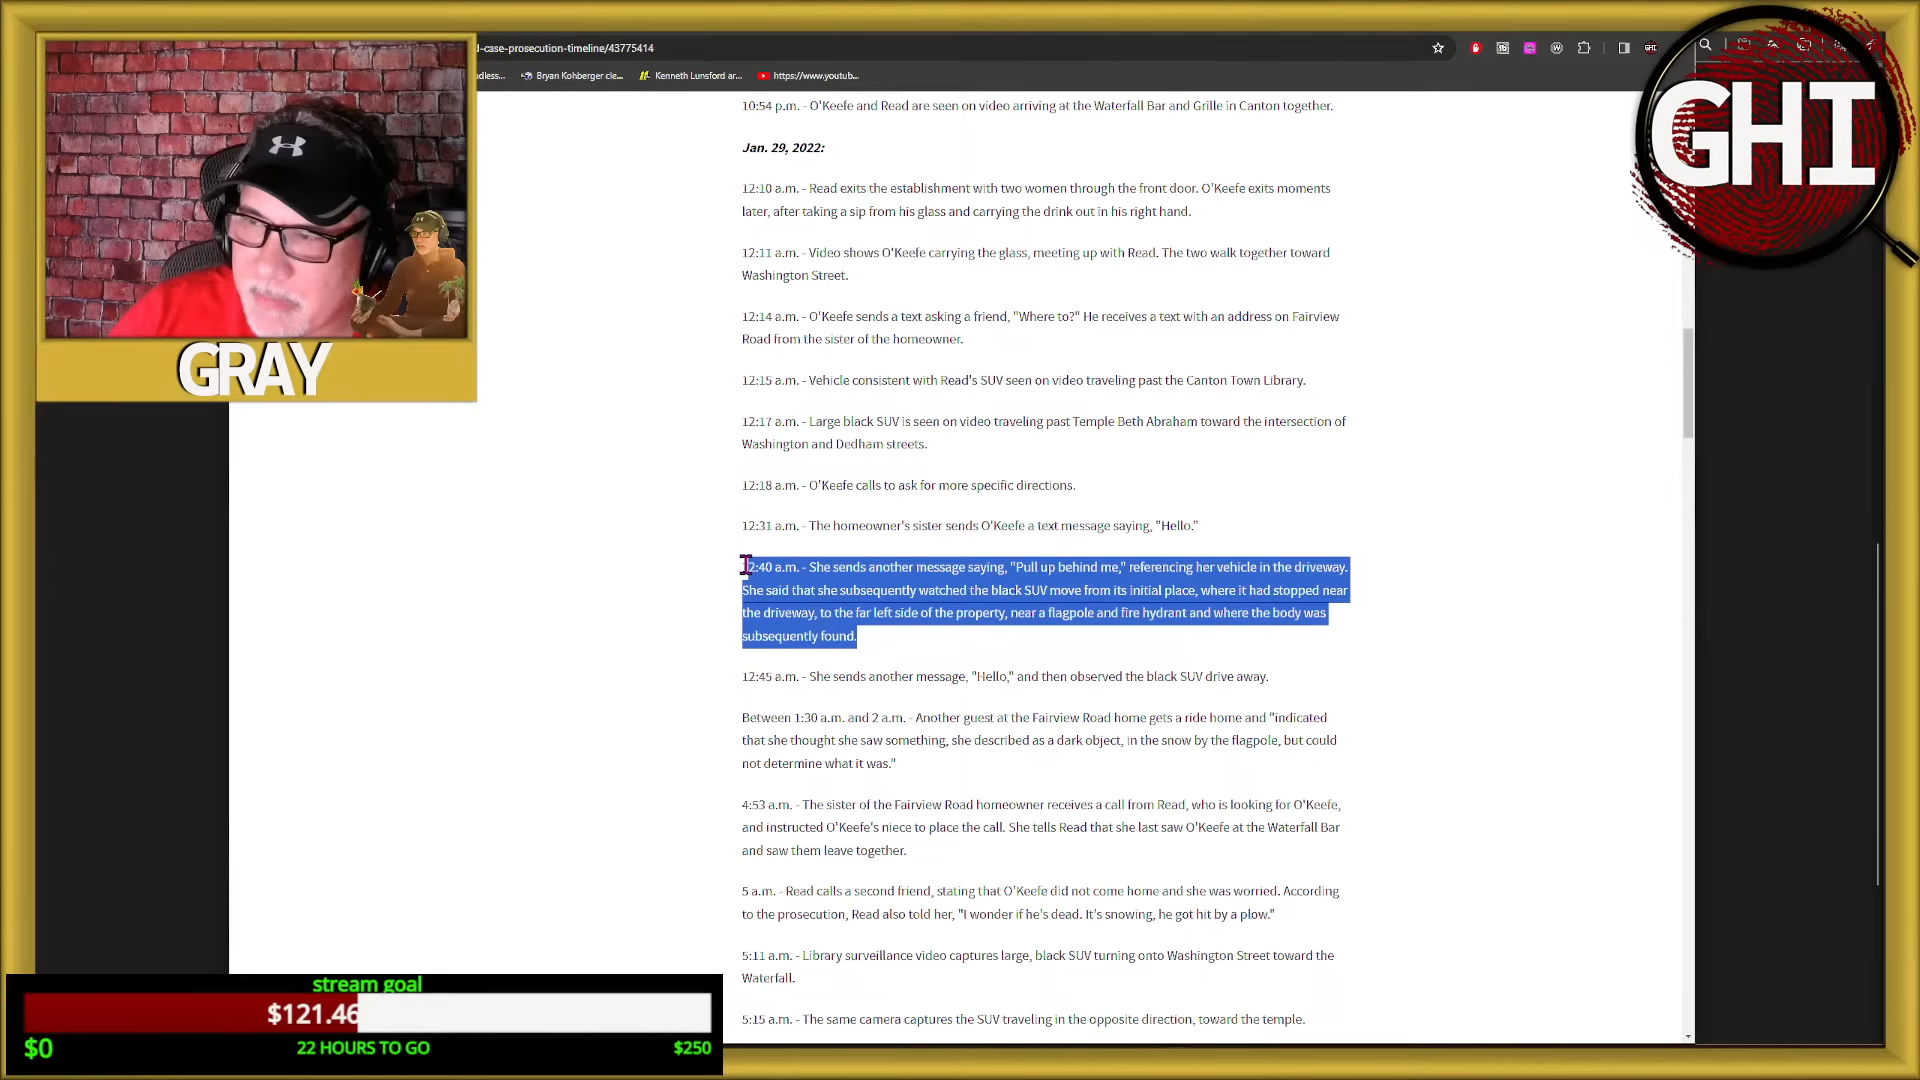 d-case-prosecution-timeline/43775414
GHI
dless...
Bryan Kohberger cle...
Kenneth Lunsford ar...
https://www.youtub...
GHI
10:54 p.m. - O'Keefe and Read are seen on video arriving at the Waterfall Bar and Grille in Canton together.
Jan. 29, 2022:
12:10 a.m. - Read exits the establishment with two women through the front door. O'Keefe exits moments
later, after taking a sip from his glass and carrying the drink out in his right hand.
12:11 a.m. - Video shows O'Keefe carrying the glass, meeting up with Read. The two walk together toward
Washington Street.
12:14 a.m. - O'Keefe sends a text asking a friend, "Where to?" He receives a text with an address on Fairview
Road from the sister of the homeowner.
GRAY
12:15 a.m. - Vehicle consistent with Read's SUV seen on video traveling past the Canton Town Library.
12:17 a.m. - Large black SUV is seen on video traveling past Temple Beth Abraham toward the intersection of
Washington and Dedham streets.
12:18 a.m. - O'Keefe calls to ask for more specific directions.
12:31 a.m. - The homeowner's sister sends O'Keefe a text message saying, "Hello."
12:40 a.m. - She sends another message saying, "Pull up behind me," referencing her vehicle in the driveway.
She said that she subsequently watched the black SUV move from its initial place, where it had stopped near
the driveway, to the far left side of the property, near a flagpole and fire hydrant and where the body was
subsequently found.
12:45 a.m. - She sends another message, "Hello," and then observed the black SUV drive away.
Between 1:30 a.m. and 2 a.m. - Another guest at the Fairview Road home gets a ride home and "indicated
that she thought she saw something, she described as a dark object, in the snow by the flagpole, but could
not determine what it was."
4:53 a.m. - The sister of the Fairview Road homeowner receives a call from Read, who is looking for O'Keefe,
and instructed O'Keefe's niece to place the call. She tells Read that she last saw O'Keefe at the Waterfall Bar
and saw them leave together.
5 a.m. - Read calls a second friend, stating that O'Keefe did not come home and she was worried. According
to the prosecution, Read also told her, "I wonder if he's dead. It's snowing, he got hit by a plow."
5:11 a.m. - Library surveillance video captures large, black SUV turning onto Washington Street toward the
Waterfall.
5:15 a.m. - The same camera captures the SUV traveling in the opposite direction, toward the temple.
stream goal
$121.46
$0
22 HOURS TO GO
$250